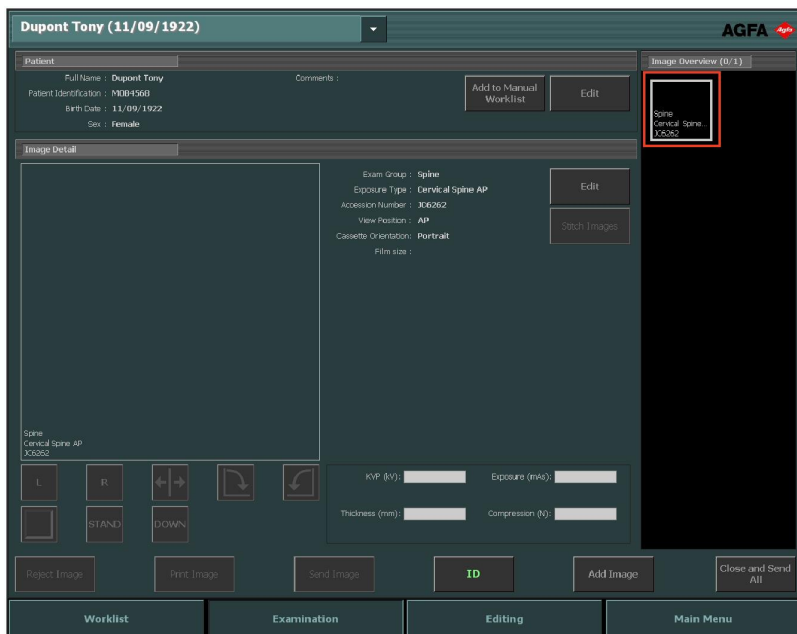 Dupont Tony (11/09/1922)
AGFA Agfa
Patient
Full Name : Dupont Tony
Patient Identification : MOB4568
Birth Date : 11/09/1922
Sex : Female
Comments :
Add to Manual
Worklist
Edit
Image Detail
Exam Group : Spine
Exposure Type : Cervical Spine AP
Accession Number : JC6262
View Position : AP
Cassette Orientation: Portrait
Film size :
Edit
Stitch Images
Spine
Cervical Spine AP
JC6262
L
R
STAND
DOWN
KVP (kV):
Exposure (mAs):
Thickness (mm):
Compression (N):
Image Overview (0/1)
Spine
Cervical Spine...
JC6262
Reject Image
Print Image
Send Image
ID
Add Image
Close and Send
All
Worklist
Examination
Editing
Main Menu